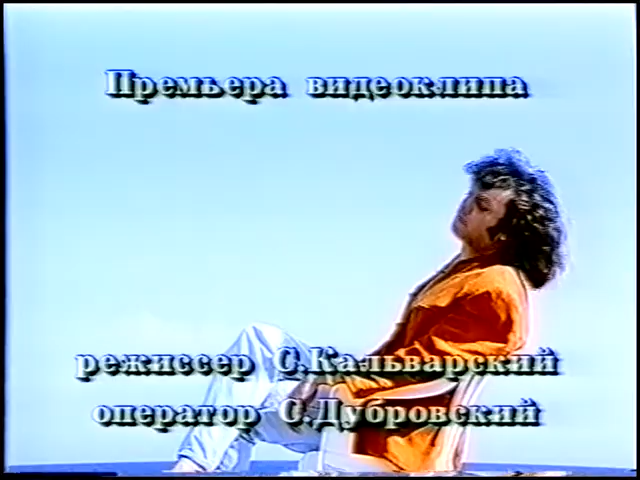 Премьера видеоклипа
режиссер С.Кальварский
оператор С.Дубровский